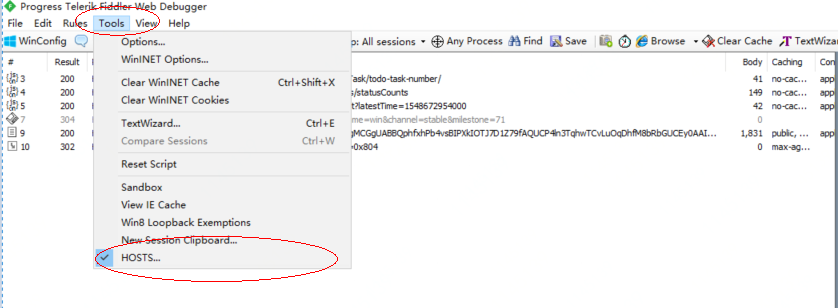 Progress Telerik Fiddler Web Debugger
File Edit Rules Tools View Help
WinConfig p: All sessions Any Process Find Save Browse Clear Cache TextWizar
# Result Body Caching Con
3 200 /task/todo-task-number/ 41 no-cac... app
4 200 s/statusCounts 149 no-cac... app
5 200 t?latestTime=1548672954000 42 no-cac... app
7 304 ame=win&channel=stable&milestone=71 0
9 200 1,831 public, ... app
10 302 =0x804 0 max-ag...
Options...
WinINET Options...
Clear WinINET Cache Ctrl+Shift+X
Clear WinINET Cookies
TextWizard... Ctrl+E
Compare Sessions Ctrl+W
Reset Script
Sandbox
View IE Cache
Win8 Loopback Exemptions
New Session Clipboard...
HOSTS...